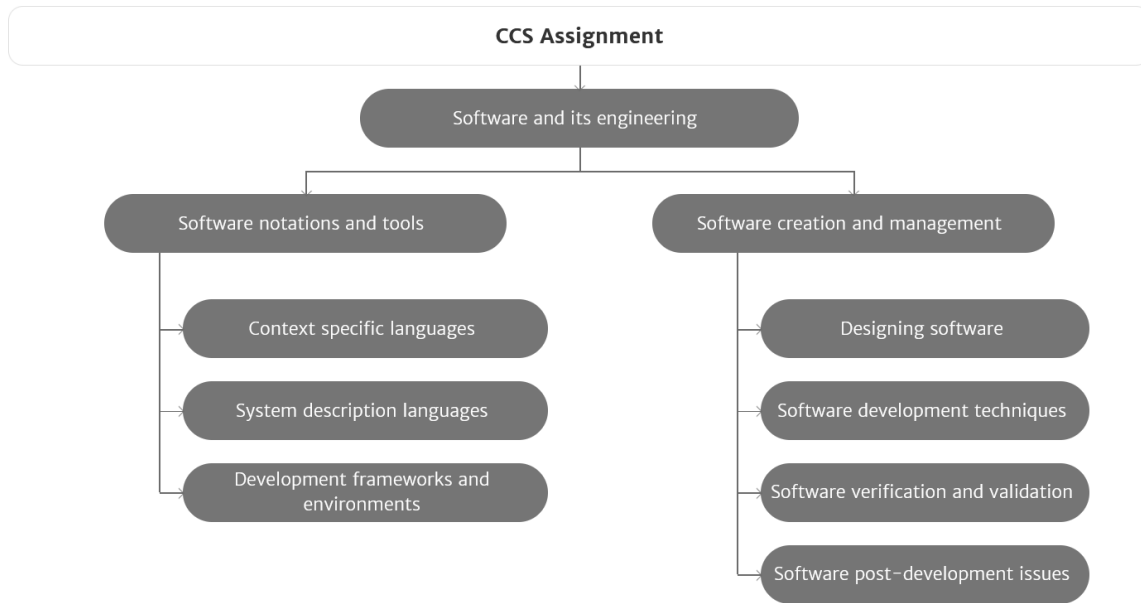 CCS Assignment
Software and its engineering
Software notations and tools
Software creation and management
Context specific languages
Designing software
System description languages
Software development techniques
Development frameworks and
environments
Software verification and validation
Software post-development issues